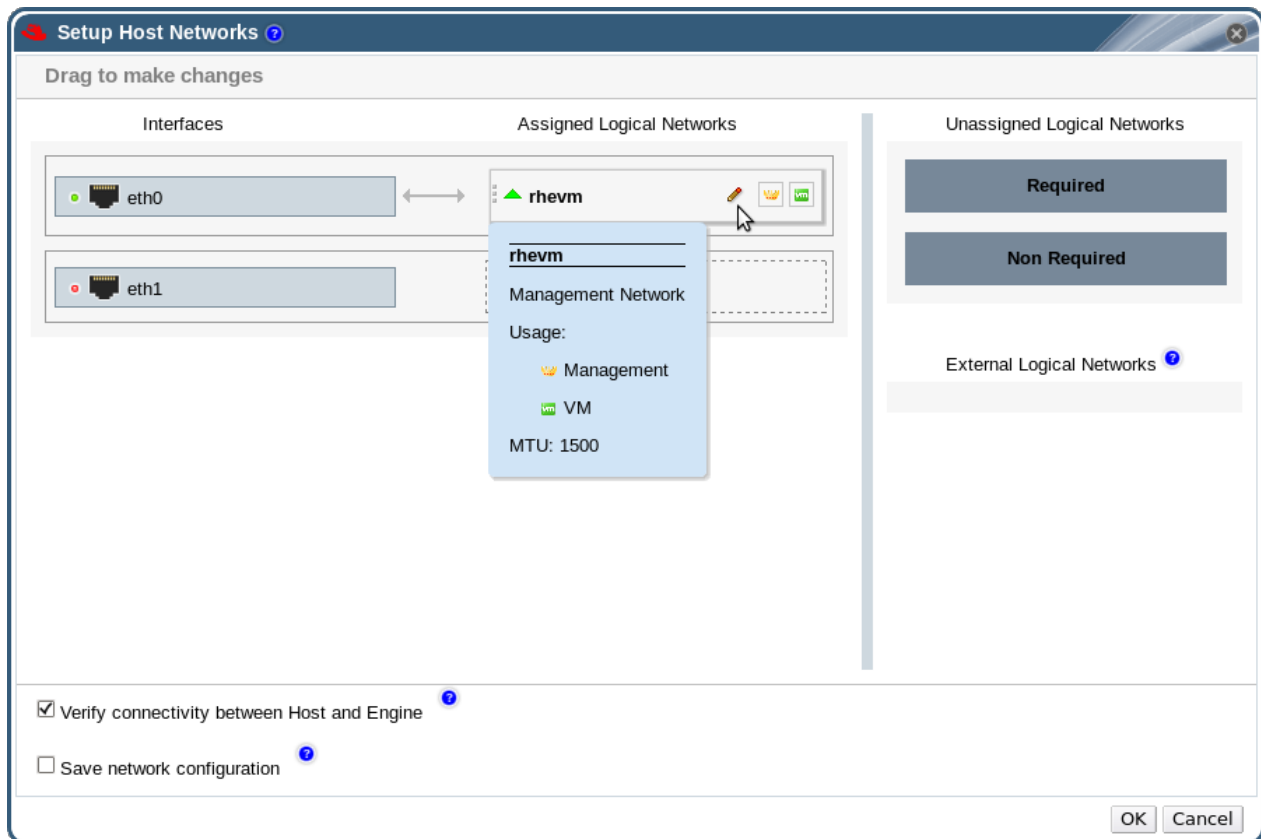 Setup Host Networks ?
Drag to make changes
Interfaces
Assigned Logical Networks
Unassigned Logical Networks
eth0
rhevm
vm
Required
rhevm
Non Required
eth1
Management Network
Usage:
Management
vm VM
MTU: 1500
External Logical Networks ?
Verify connectivity between Host and Engine ?
Save network configuration ?
OK
Cancel